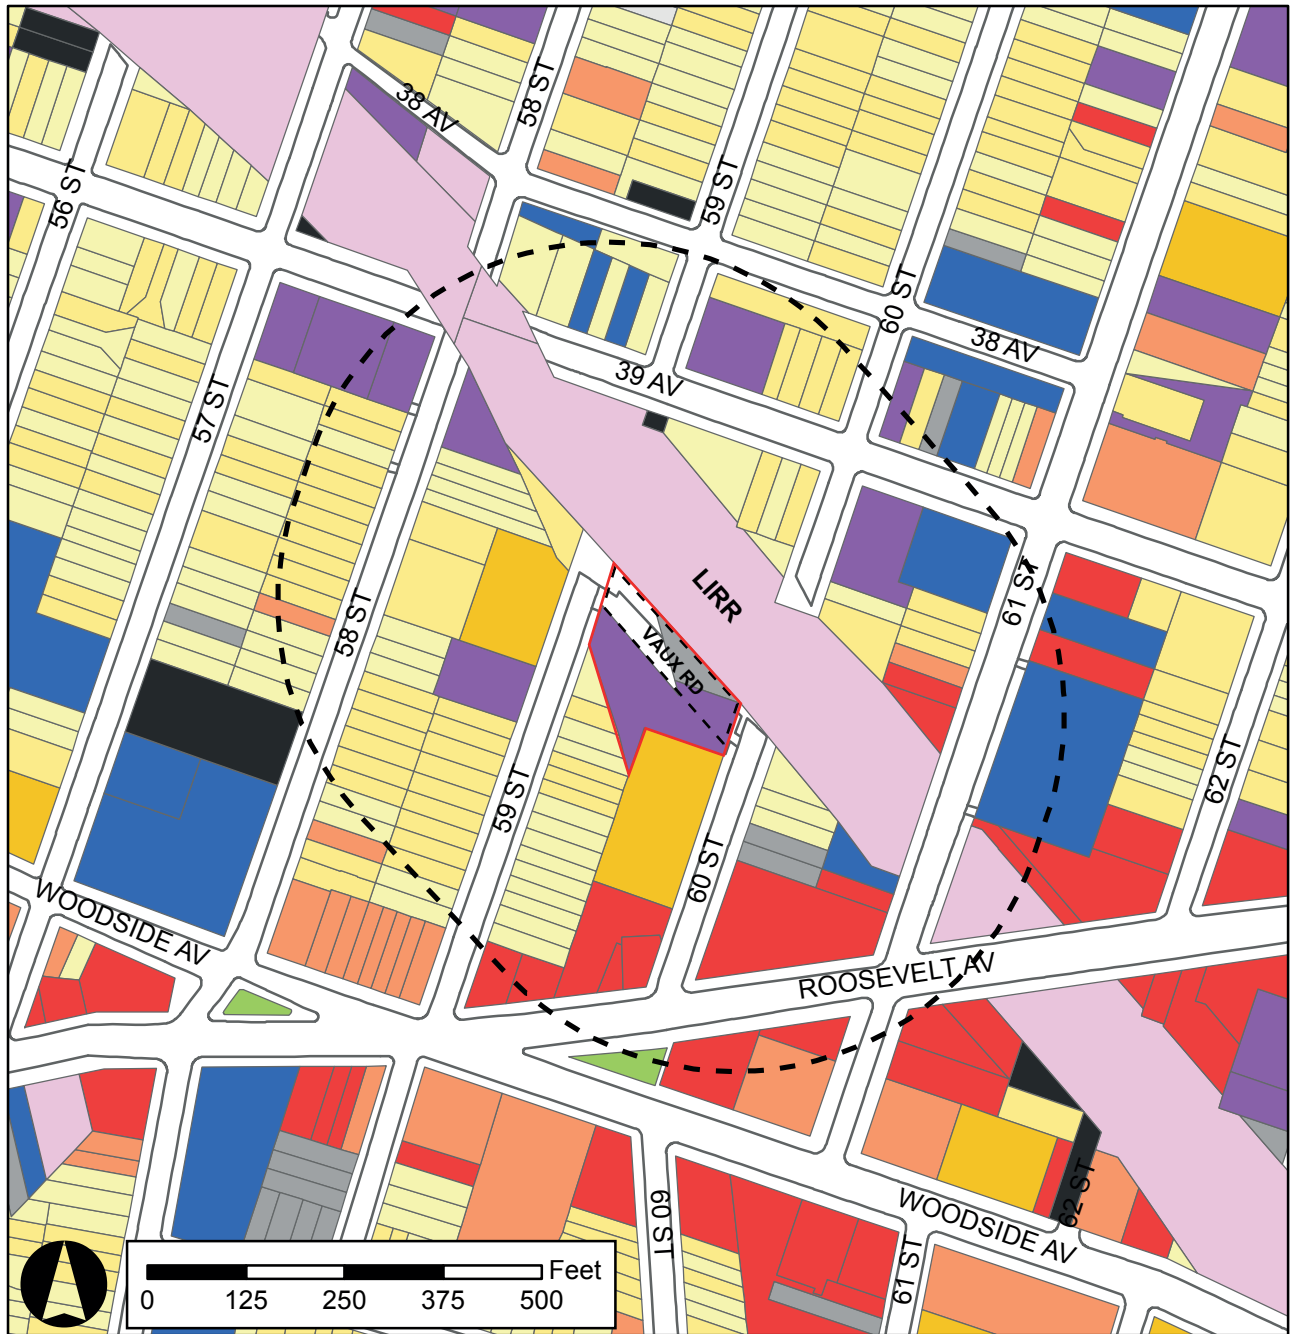 38 AV
58 ST
56 ST
59 ST
60 ST
38 AV
39 AV
57 ST
LIRR
61 ST
58 ST
VAUX RD
62 ST
59 ST
60 ST
WOODSIDE AV
ROOSEVELT AV
62 ST
60 ST
WOODSIDE AV
61 ST
Feet
0 125 250 375 500